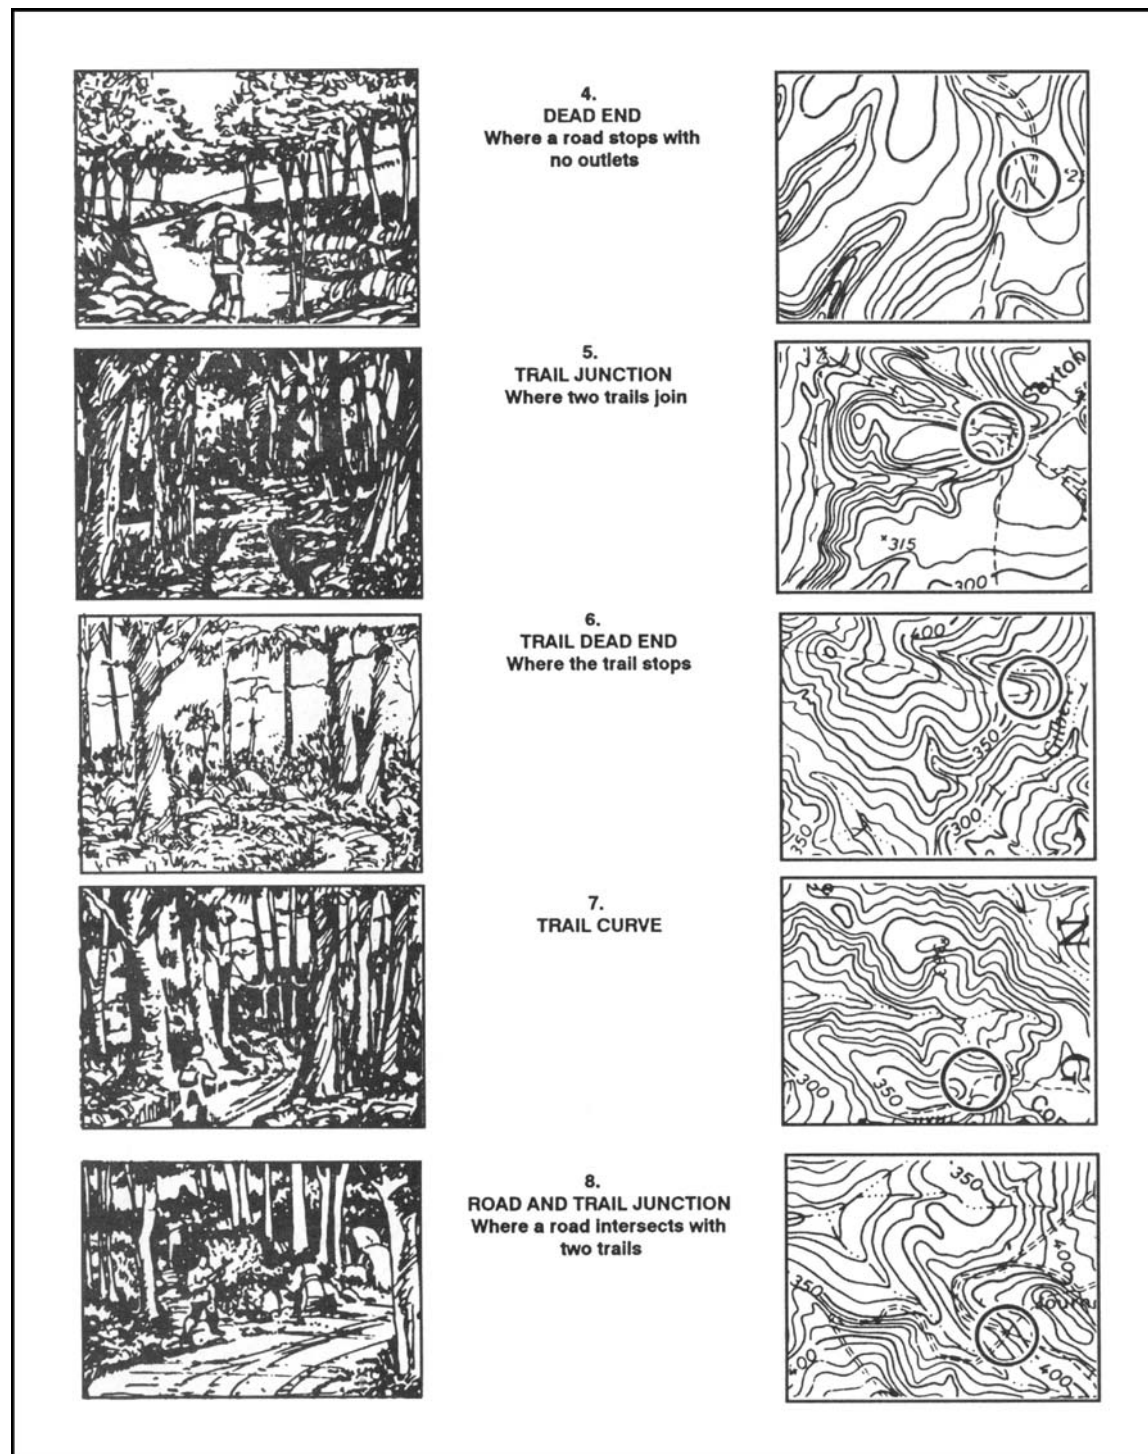 4.
DEAD END
Where a road stops with
no outlets
5.
TRAIL JUNCTION
Where two trails join
Saxton
×315
300
6.
TRAIL DEAD END
Where the trail stops
400
350
300
350
7.
TRAIL CURVE
N
G
300
350
8.
ROAD AND TRAIL JUNCTION
Where a road intersects with
two trails
350
400
350
400